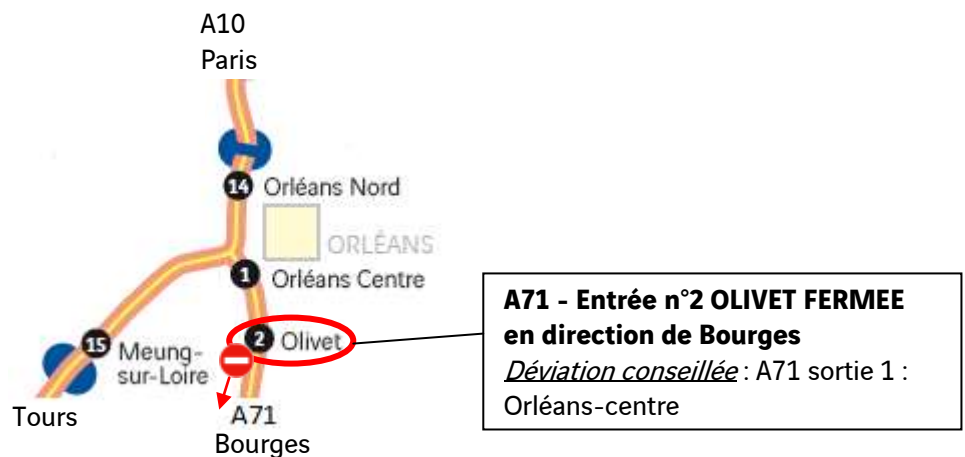 A10
Paris
14 Orléans Nord
ORLÉANS
1 Orléans Centre
2 Olivet
15 Meung-
sur-Loire
Tours
A71
Bourges
A71 - Entrée n°2 OLIVET FERMEE
en direction de Bourges
Déviation conseillée : A71 sortie 1 :
Orléans-centre